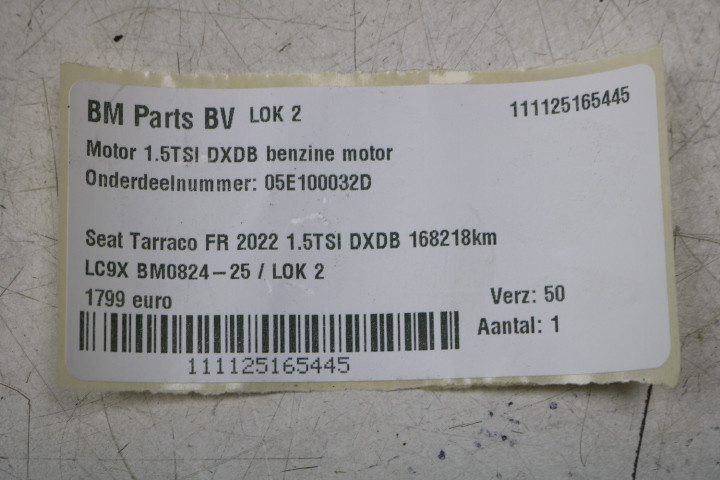 BM Parts BV LOK 2 111125165445
Motor 1.5TSI DXDB benzine motor
Onderdeelnummer: 05E100032D
Seat Tarraco FR 2022 1.5TSI DXDB 168218km
LC9X BM0824-25 / LOK 2
1799 euro Verz: 50
Aantal: 1
111125165445